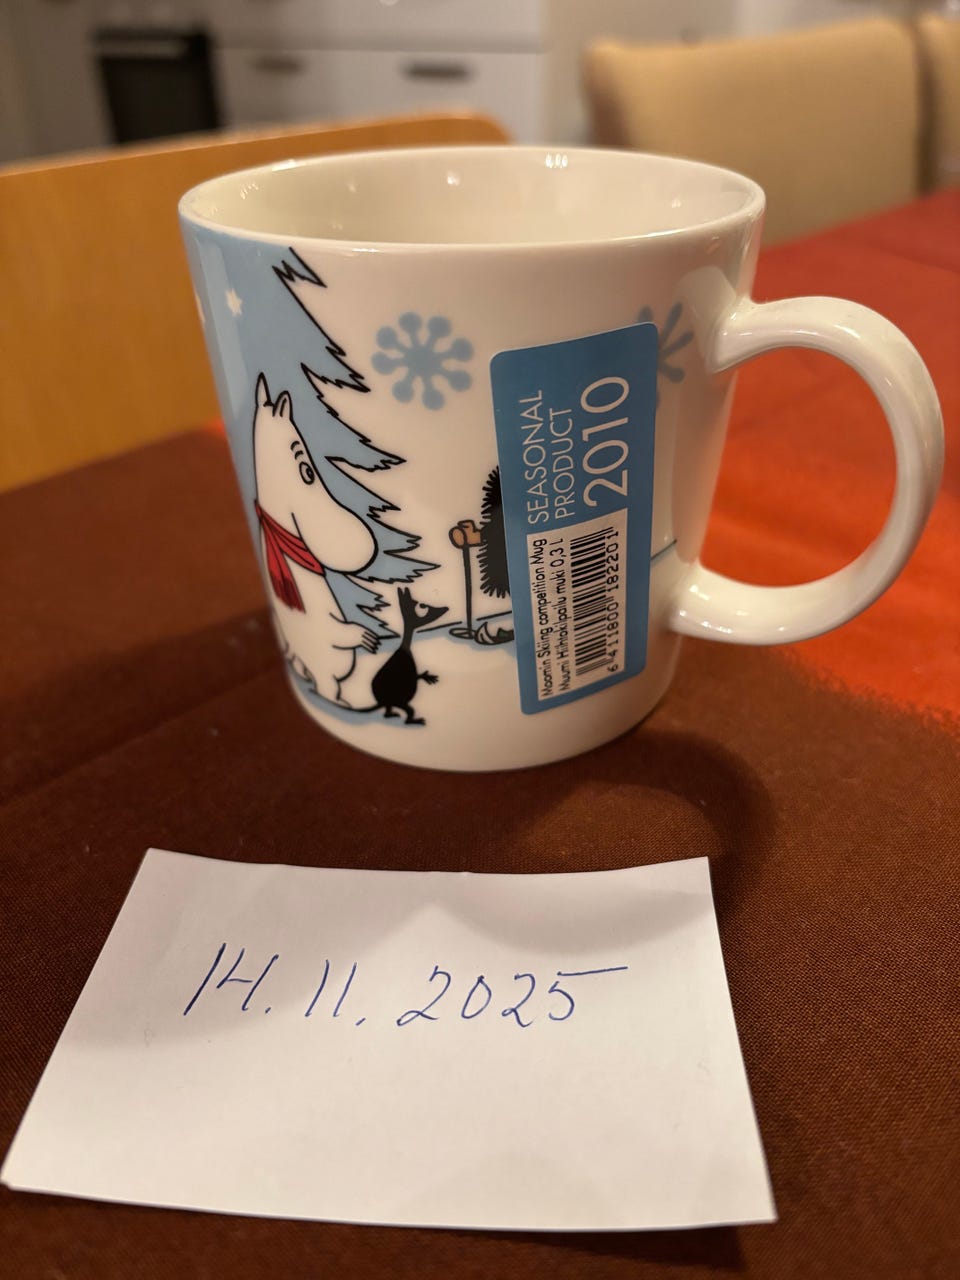 SEASONAL
PRODUCT
2010
Moomin Skiing competition Mug
Muumi Hiihtokilpailu muki 0,3 L
6 411800 182201
14.11.2025